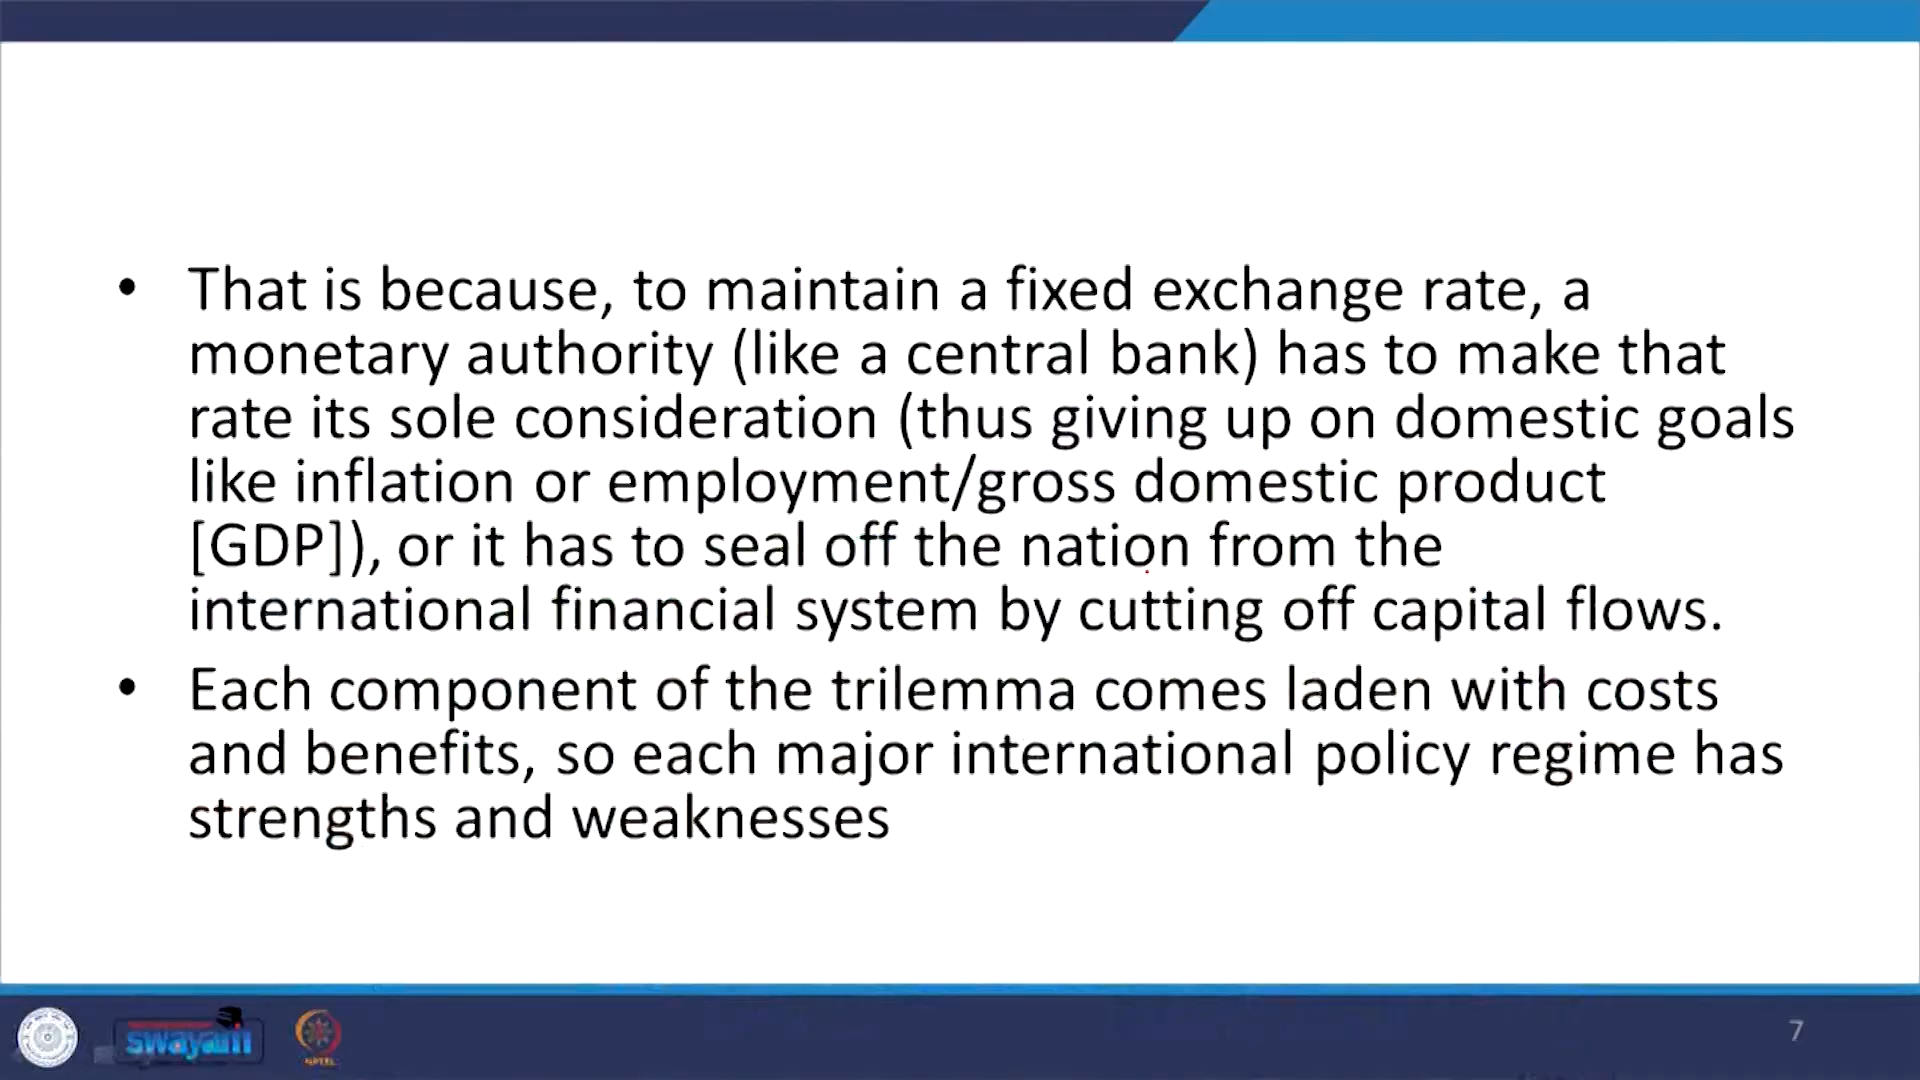 • That is because, to maintain a fixed exchange rate, a
monetary authority (like a central bank) has to make that
rate its sole consideration (thus giving up on domestic goals
like inflation or employment/gross domestic product
[GDP]), or it has to seal off the nation from the
international financial system by cutting off capital flows.
• Each component of the trilemma comes laden with costs
and benefits, so each major international policy regime has
strengths and weaknesses
swayam
7